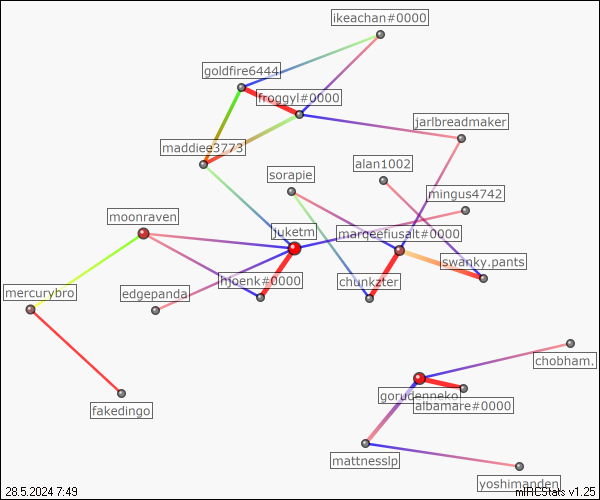 ikeachan#0000
goldfire6444
froggyl#0000
jarlbreadmaker
maddiee3773
alan1002
sorapie
mingus4742
moonraven
juketm
marqeefiusalt#0000
swanky.pants
hjoenk#0000
chunkzter
mercurybro
edgepanda
chobham.
gorudenneko
albamare#0000
fakedingo
mattnesslp
yoshimanden
28.5.2024 7:49
mIRCStats v1.25